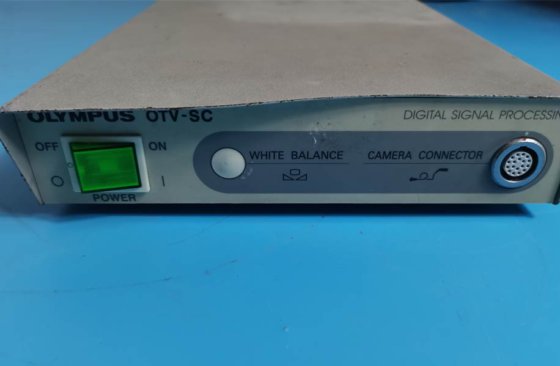 OLYMPUS OTV-SC
DIGITAL SIGNAL PROCESSIN
OFF ON
WHITE BALANCE CAMERA CONNECTOR
O I
POWER